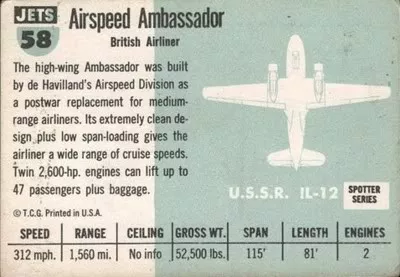 JETS
58
Airspeed Ambassador
British Airliner
The high-wing Ambassador was built
by de Havilland's Airspeed Division as
a postwar replacement for medium-
range airliners. Its extremely clean de-
sign plus low span-loading gives the
airliner a wide range of cruise speeds.
Twin 2,600-hp. engines can lift up to
47 passengers plus baggage.
© T.C.G. Printed in U.S.A.
U.S.S.R. IL-12
SPOTTER
SERIES
SPEED RANGE CEILING GROSS WT. SPAN LENGTH ENGINES
312 mph. 1,560 mi. No info 52,500 lbs. 115' 81' 2